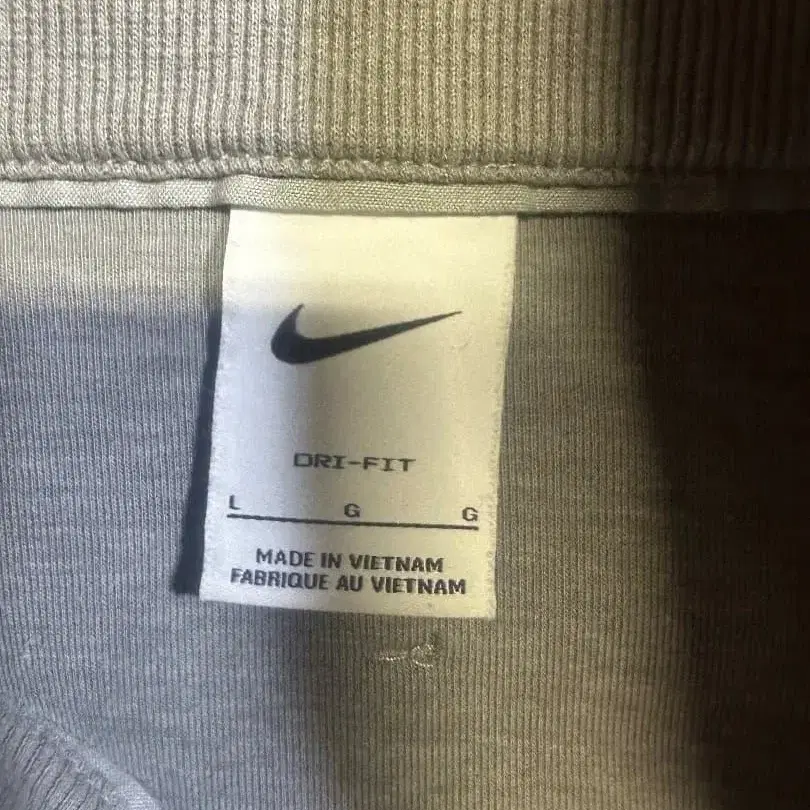 DRI-FIT
L G G
MADE IN VIETNAM
FABRIQUE AU VIETNAM